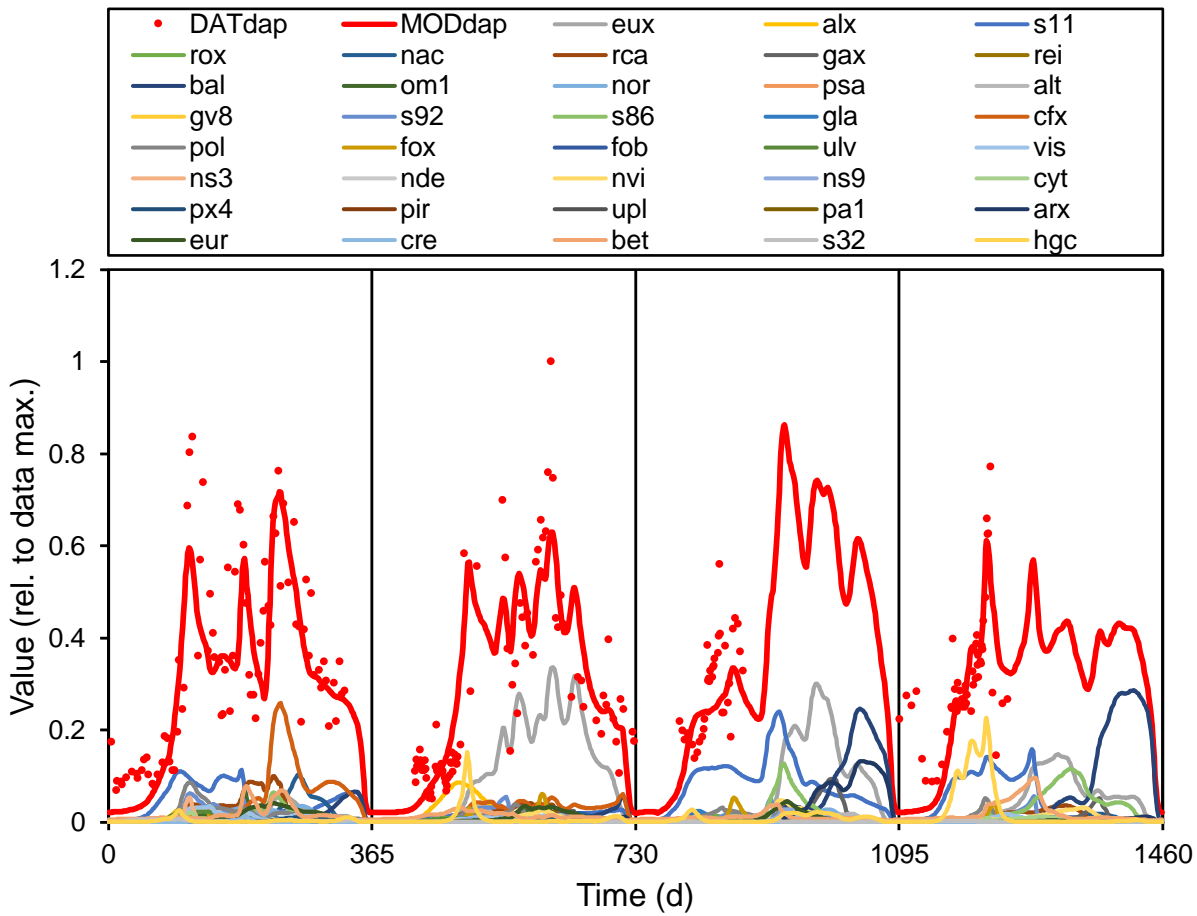 DATdap MODdap eux alx s11
rox nac rca gax rei
bal om1 nor psa alt
gv8 s92 s86 gla cfx
pol fox fob ulv vis
ns3 nde nvi ns9 cyt
px4 pir upl pa1 arx
eur cre bet s32 hgc
1.2
1
0.8
0.6
0.4
0.2
0
Value (rel. to data max.)
0 365 730 1095 1460
Time (d)